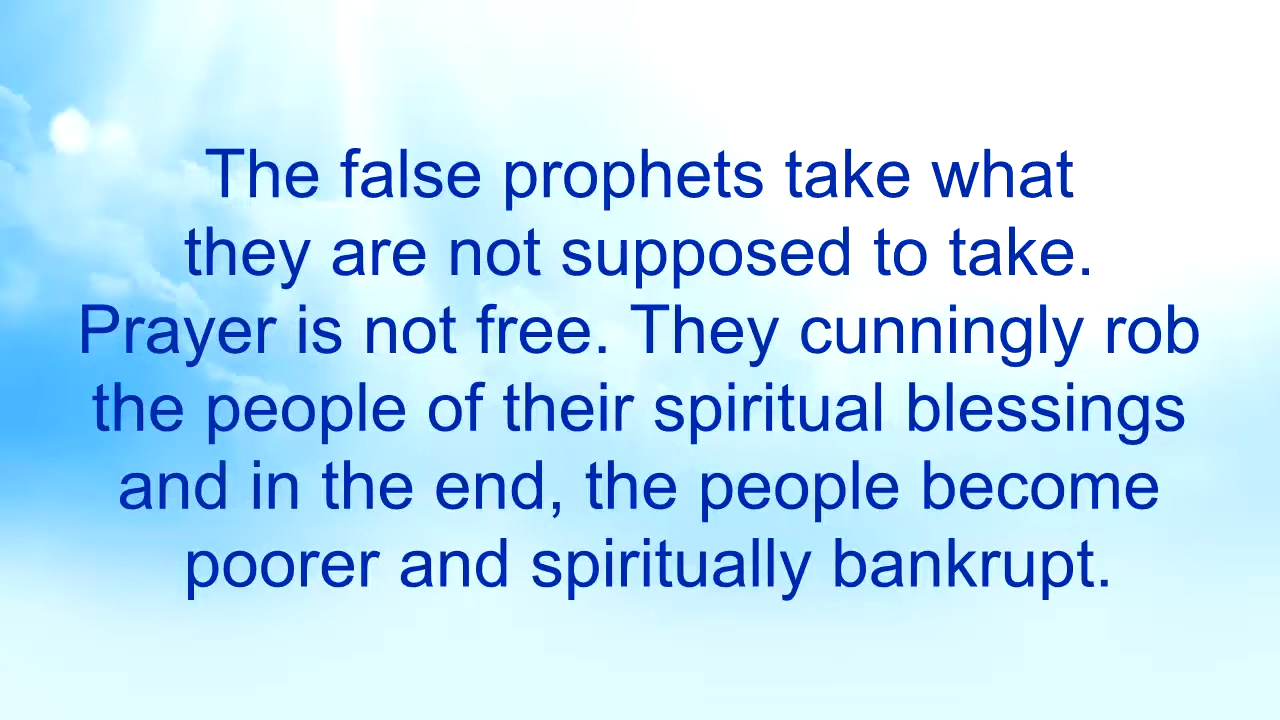 The false prophets take what
they are not supposed to take.
Prayer is not free. They cunningly rob
the people of their spiritual blessings
and in the end, the people become
poorer and spiritually bankrupt.